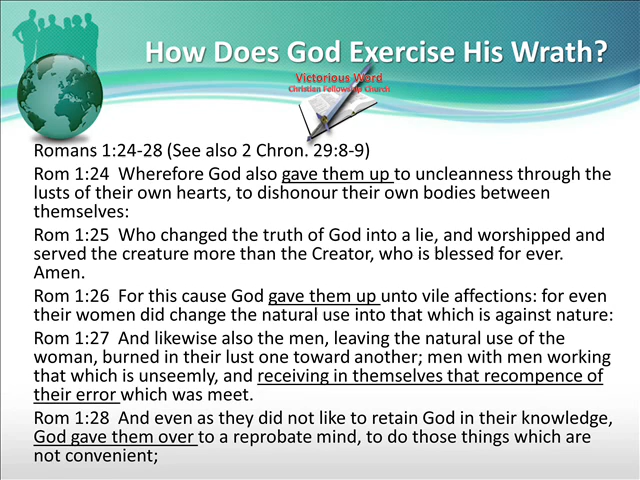 How Does God Exercise His Wrath?
Victorious Word
Christian Fellowship Church
Romans 1:24-28 (See also 2 Chron. 29:8-9)
Rom 1:24  Wherefore God also gave them up to uncleanness through the
lusts of their own hearts, to dishonour their own bodies between
themselves:
Rom 1:25  Who changed the truth of God into a lie, and worshipped and
served the creature more than the Creator, who is blessed for ever.
Amen.
Rom 1:26  For this cause God gave them up unto vile affections: for even
their women did change the natural use into that which is against nature:
Rom 1:27  And likewise also the men, leaving the natural use of the
woman, burned in their lust one toward another; men with men working
that which is unseemly, and receiving in themselves that recompence of
their error which was meet.
Rom 1:28  And even as they did not like to retain God in their knowledge,
God gave them over to a reprobate mind, to do those things which are
not convenient;